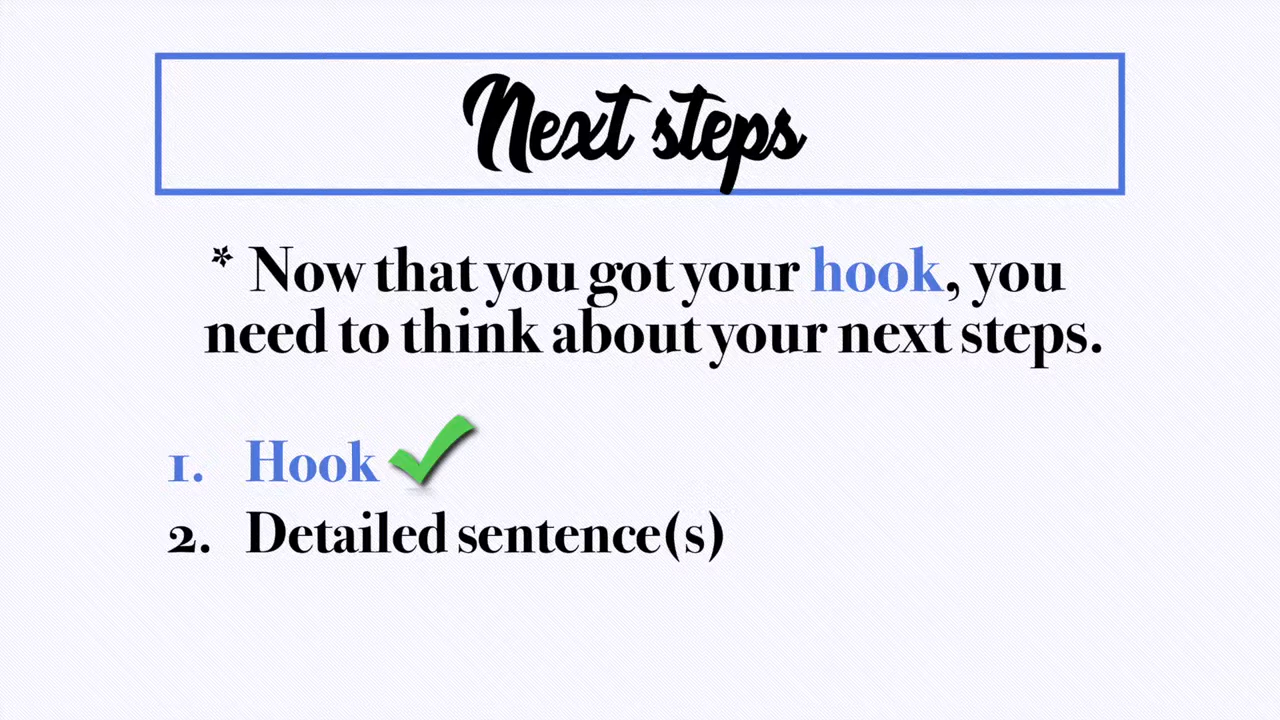 Next steps
* Now that you got your hook, you
need to think about your next steps.
1. Hook
2. Detailed sentence(s)